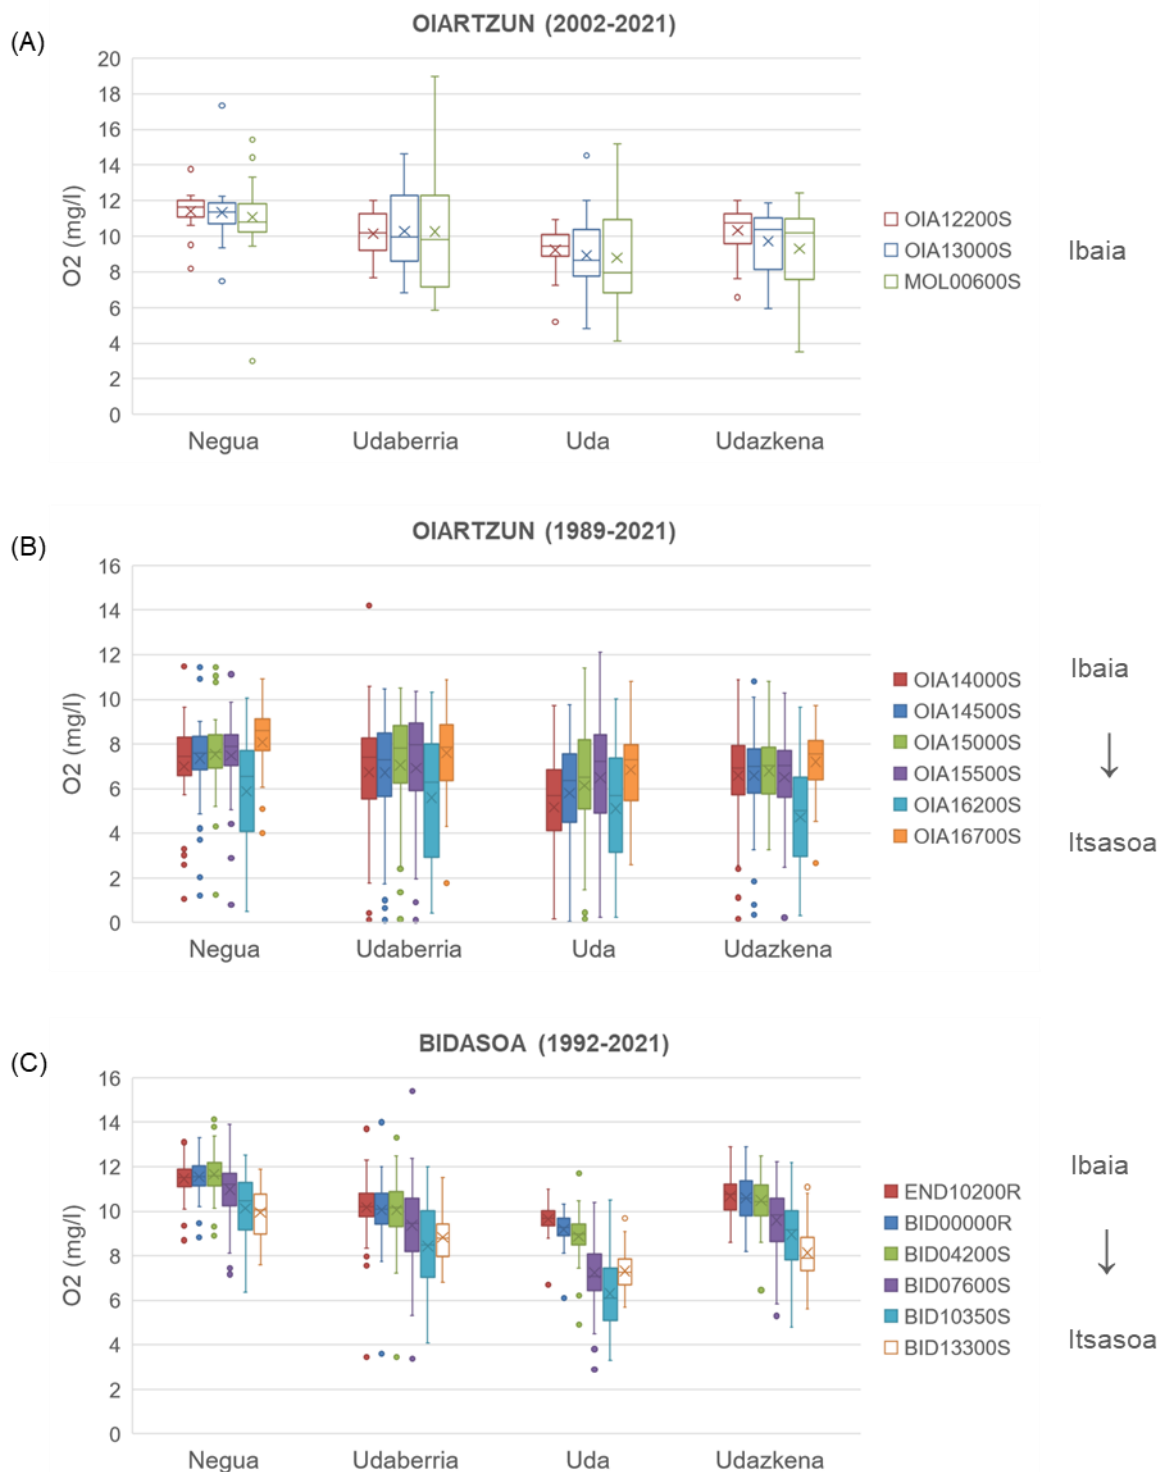 (A)
OIARTZUN (2002-2021)
O2 (mg/l)
20
18
16
14
12
10
8
6
4
2
0
Negua Udaberria Uda Udazkena
OIA12200S
OIA13000S
MOL00600S
Ibaia
(B)
OIARTZUN (1989-2021)
O2 (mg/l)
16
14
12
10
8
6
4
2
0
Negua Udaberria Uda Udazkena
OIA14000S
OIA14500S
OIA15000S
OIA15500S
OIA16200S
OIA16700S
Ibaia
↓
Itsasoa
(C)
BIDASOA (1992-2021)
O2 (mg/l)
16
14
12
10
8
6
4
2
0
Negua Udaberria Uda Udazkena
END10200R
BID00000R
BID04200S
BID07600S
BID10350S
BID13300S
Ibaia
↓
Itsasoa